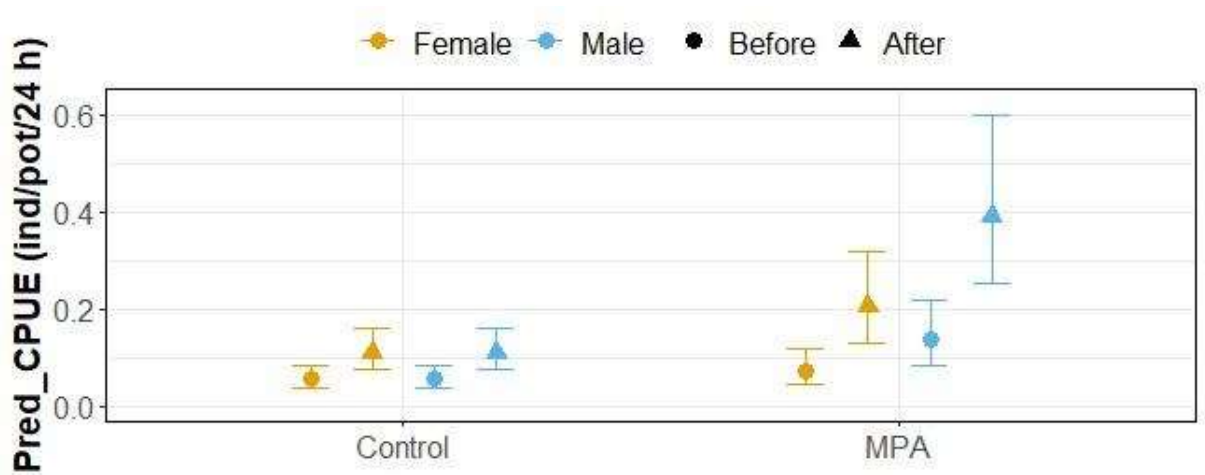 Female Male Before After
Pred_CPUE (ind/pot/24 h)
0.6
0.4
0.2
0.0
Control MPA